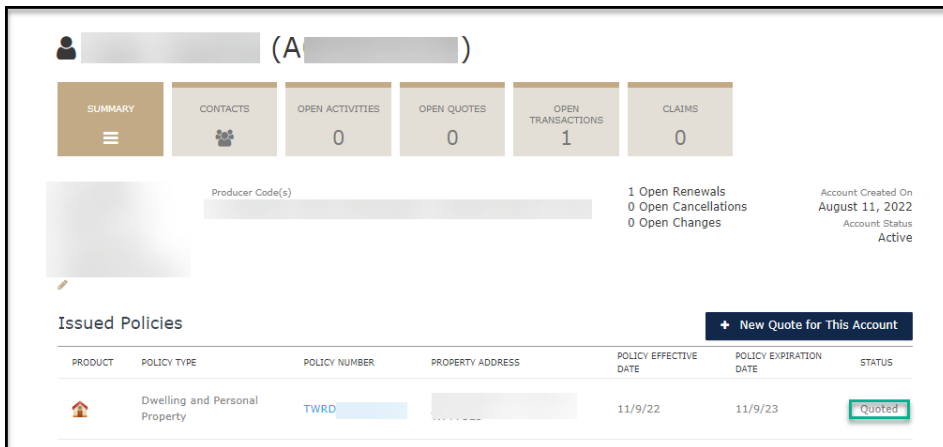 (A )
SUMMARY
CONTACTS
OPEN ACTIVITIES
0
OPEN QUOTES
0
OPEN
TRANSACTIONS
1
CLAIMS
0
Producer Code(s)
1 Open Renewals
0 Open Cancellations
0 Open Changes
Account Created On
August 11, 2022
Account Status
Active
Issued Policies
+ New Quote for This Account
PRODUCT POLICY TYPE POLICY NUMBER PROPERTY ADDRESS POLICY EFFECTIVE DATE POLICY EXPIRATION DATE STATUS
Dwelling and Personal
Property
TWRD
11/9/22
11/9/23
Quoted